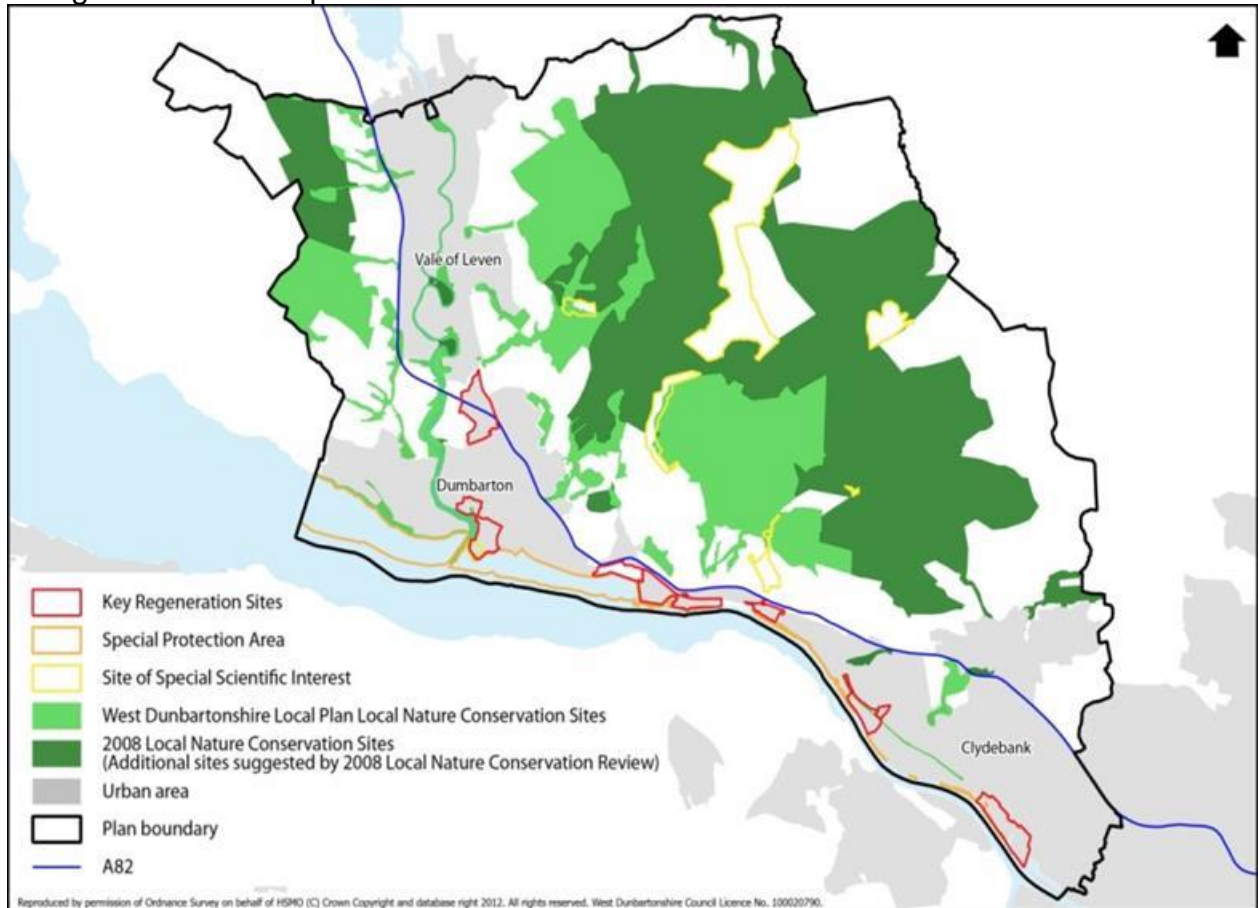 Vale of Leven
Dumbarton
Clydebank
Key Regeneration Sites
Special Protection Area
Site of Special Scientific Interest
West Dunbartonshire Local Plan Local Nature Conservation Sites
2008 Local Nature Conservation Sites
(Additional sites suggested by 2008 Local Nature Conservation Review)
Urban area
Plan boundary
A82
Reproduced by permission of Ordnance Survey on behalf of HSMO (C) Crown Copyright and database right 2012. All rights reserved. West Dunbartonshire Council Licence No. 100020790.